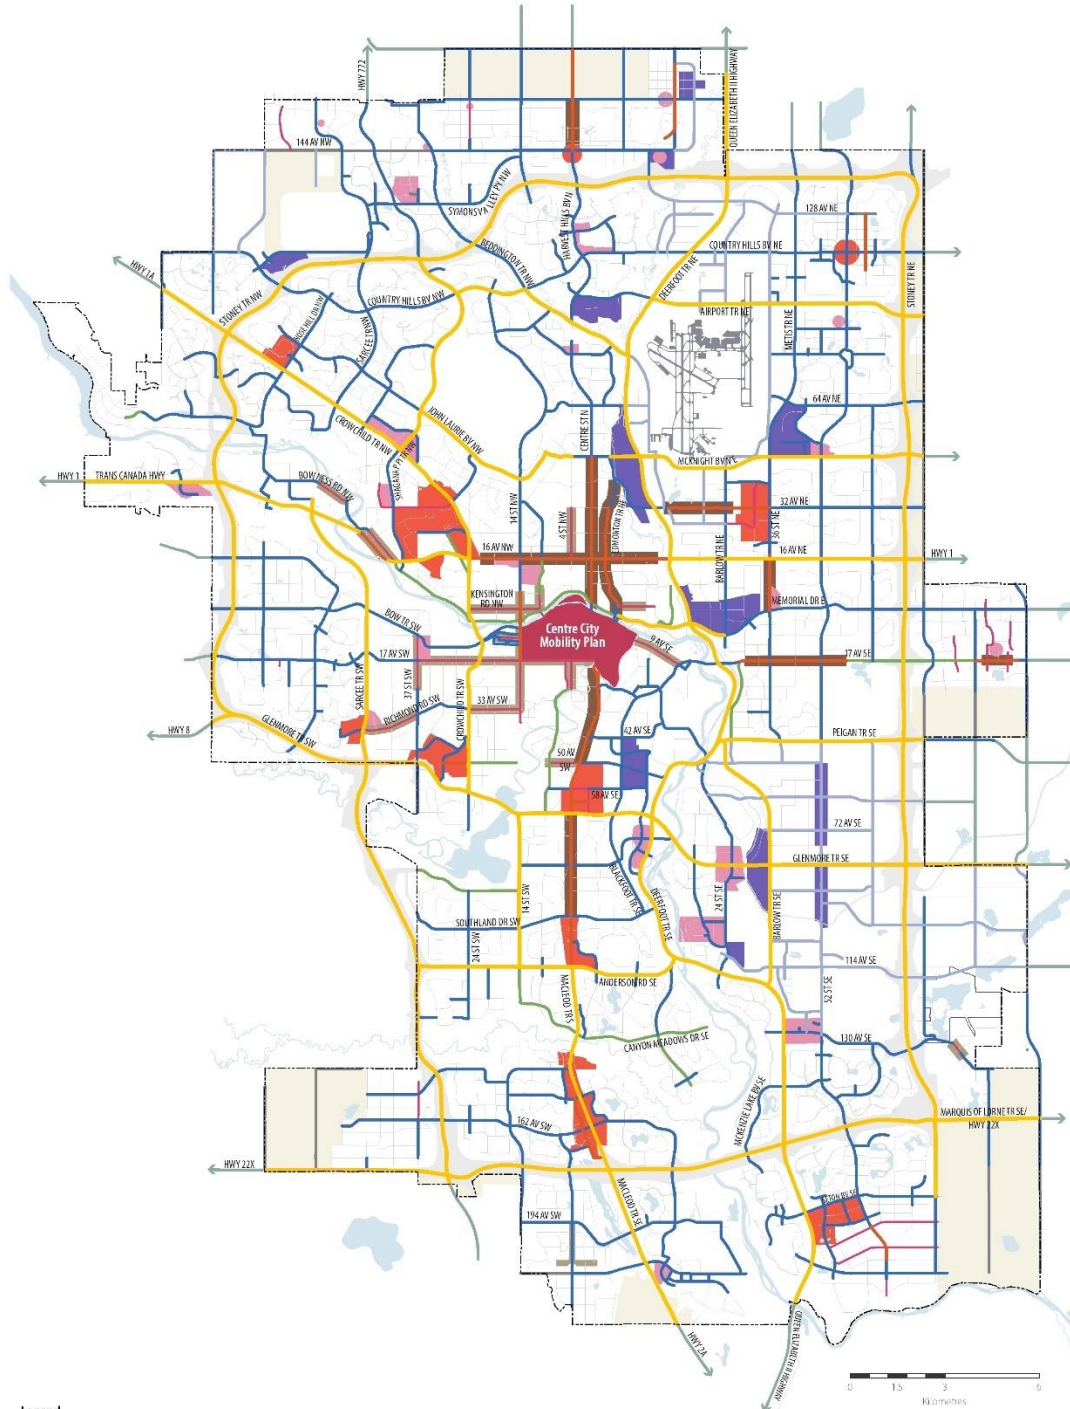 HWY 772
QUEEN ELIZABETH II HIGHWAY
144 AV NW
SYMONS VALLEY PY NW
128 AV NE
HARVEST HILLS BV N
COUNTRY HILLS BV NE
BEDDINGTON TR NW
DEERFOOT TR NE
HWY 1A
STONEY TR NE
STONEY TR NW
COUNTRY HILLS BV NW
AIRPORT TR NE
METIS TR NE
NOSE HILL DR NW
SARCEE TR NW
64 AV NE
JOHN LAURIE BV NW
CENTRE ST N
CROWCHILD TR NW
MCKNIGHT BV NE
SHAGANAPPI TR NW
HWY 1
TRANS CANADA HWY
BOWNESS RD NW
14 ST NW
4 ST NW
EDMONTON TR NE
32 AV NE
36 ST NE
16 AV NW
BARLOW TR NE
16 AV NE
HWY 1
KENSINGTON
RD NW
MEMORIAL DR E
BOW TR SW
Centre City
Mobility Plan
9 AV SE
17 AV SW
17 AV SE
37 ST SW
SARCEE TR SW
RICHMOND RD SW
33 AV SW
CROWCHILD TR SW
HWY 8
GLENMORE TR SW
42 AV SE
PEIGAN TR SE
50 AV
SW
58 AV SE
72 AV SE
GLENMORE TR SE
BLACKFOOT TR SE
14 ST SW
DEERFOOT TR SE
24 ST SE
BARLOW TR SE
SOUTHLAND DR SW
24 ST SW
114 AV SE
ANDERSON RD SE
MACLEOD TR S
52 ST SE
CANYON MEADOWS DR SE
130 AV SE
MCKENZIE LAKE BV SE
162 AV SW
MARQUIS OF LORNE TR SE/
HWY 22X
HWY 22X
SETON BV SE
MACLEOD TR SE
194 AV SW
HWY 2A
QUEEN ELIZABETH II HIGHWAY
0 1.5 3 6
Kilometres